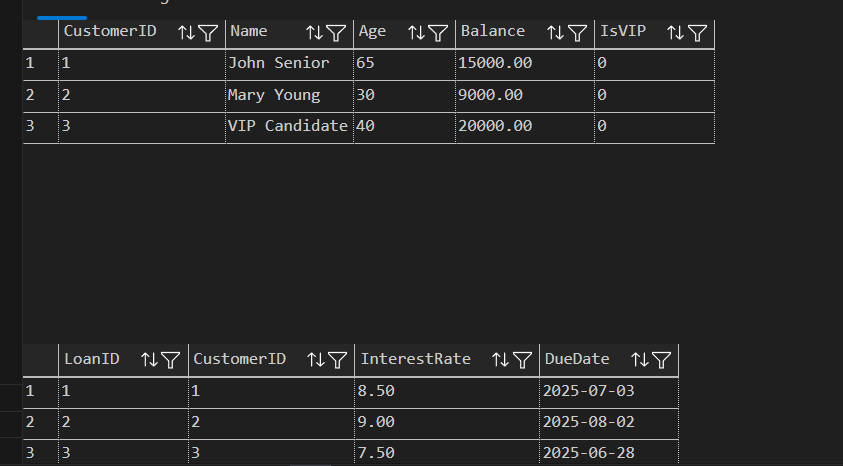 CustomerID Name Age Balance IsVIP
1 1 John Senior 65 15000.00 0
2 2 Mary Young 30 9000.00 0
3 3 VIP Candidate 40 20000.00 0
LoanID CustomerID InterestRate DueDate
1 1 1 8.50 2025-07-03
2 2 2 9.00 2025-08-02
3 3 3 7.50 2025-06-28